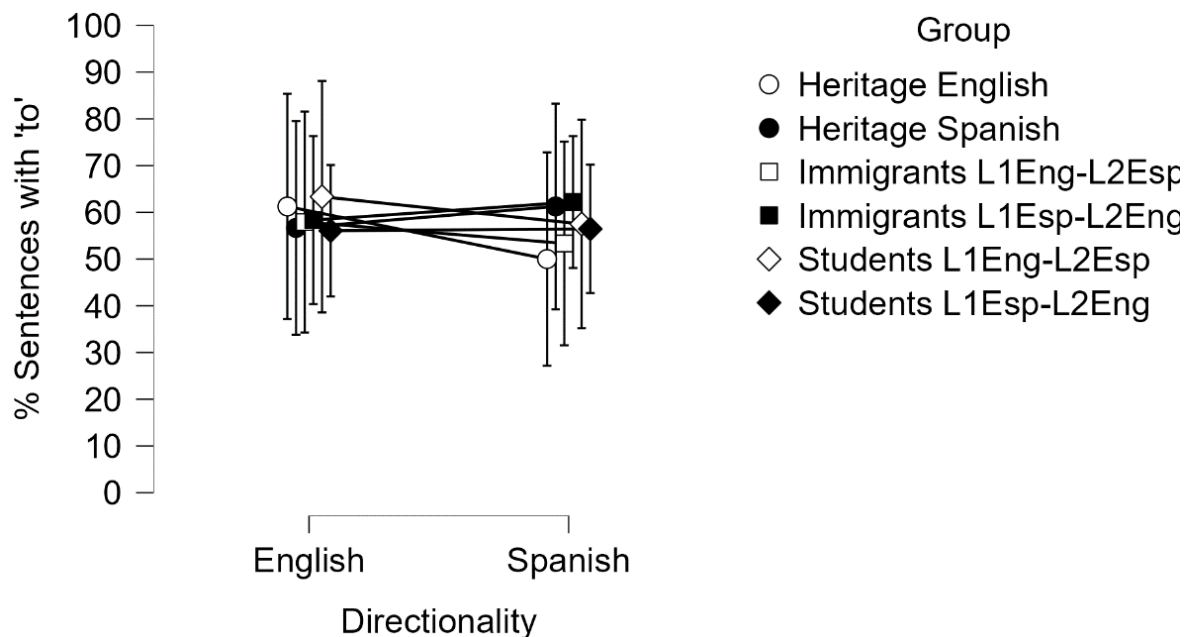 100
90
80
70
60
50
40
30
20
10
0
% Sentences with 'to'
English
Spanish
Directionality
Group
Heritage English
Heritage Spanish
Immigrants L1Eng-L2Esp
Immigrants L1Esp-L2Eng
Students L1Eng-L2Esp
Students L1Esp-L2Eng